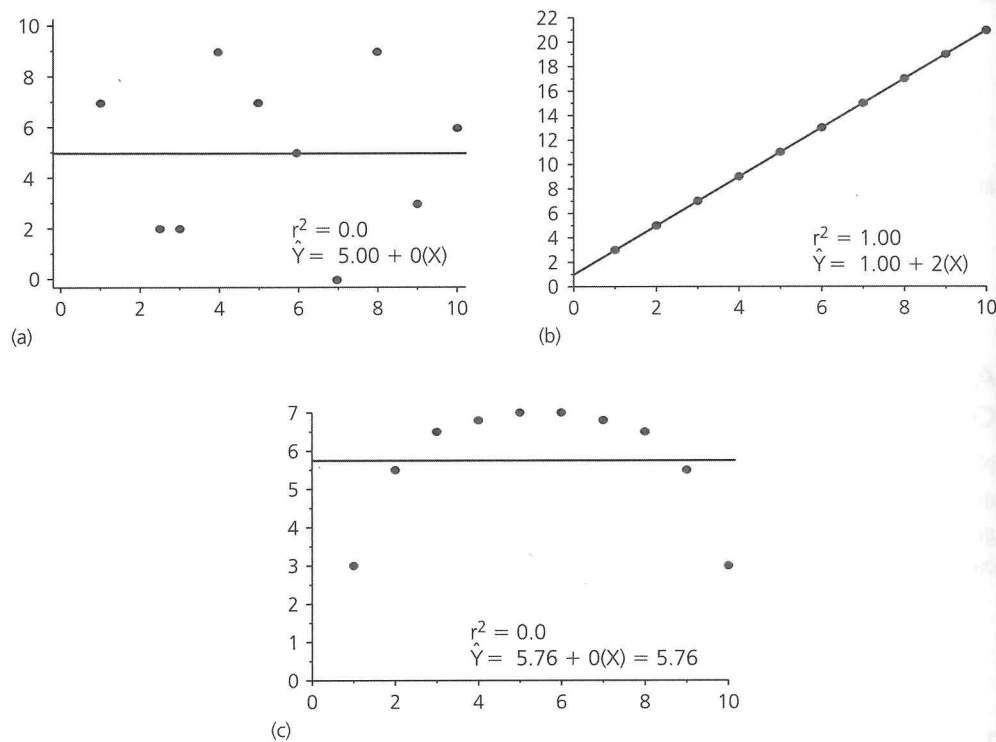 10
8
6
4
2
0
r² = 0.0
Ŷ = 5.00 + 0(X)
0 2 4 6 8 10
(a)
22
20
18
16
14
12
10
8
6
4
2
0
r² = 1.00
Ŷ = 1.00 + 2(X)
0 2 4 6 8 10
(b)
7
6
5
4
3
2
1
0
r² = 0.0
Ŷ = 5.76 + 0(X) = 5.76
0 2 4 6 8 10
(c)